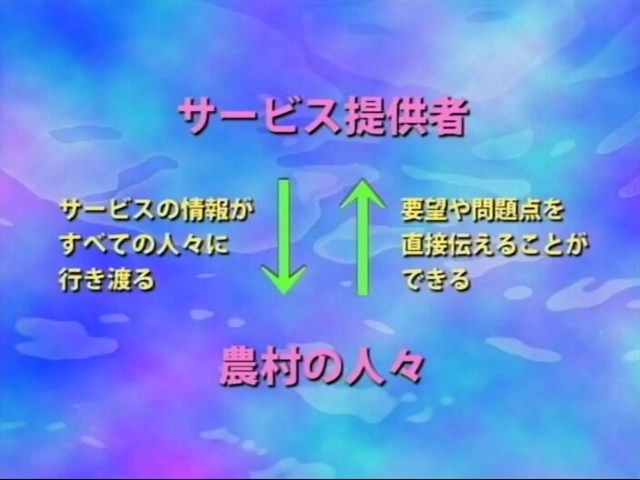 サービス提供者
サービスの情報が
すべての人々に
行き渡る
要望や問題点を
直接伝えることが
できる
農村の人々